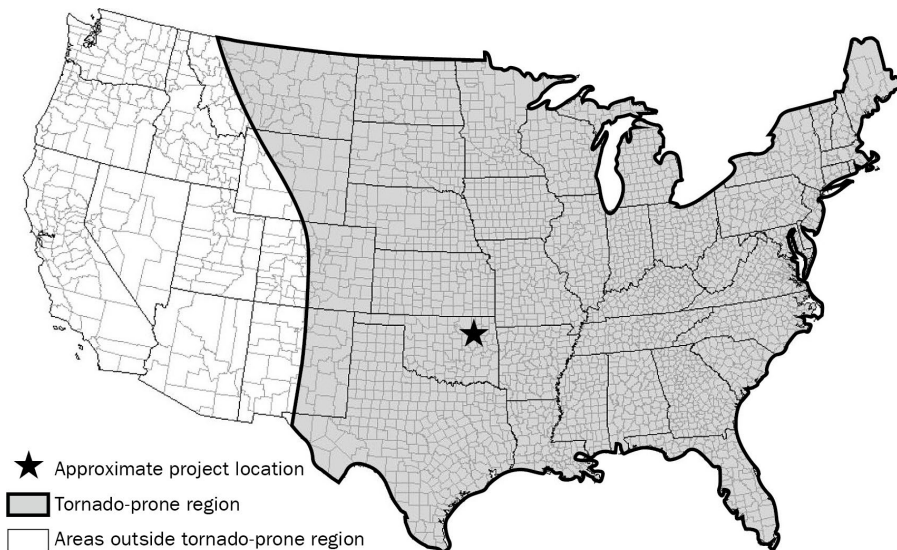 Approximate project location
Tornado-prone region
Areas outside tornado-prone region